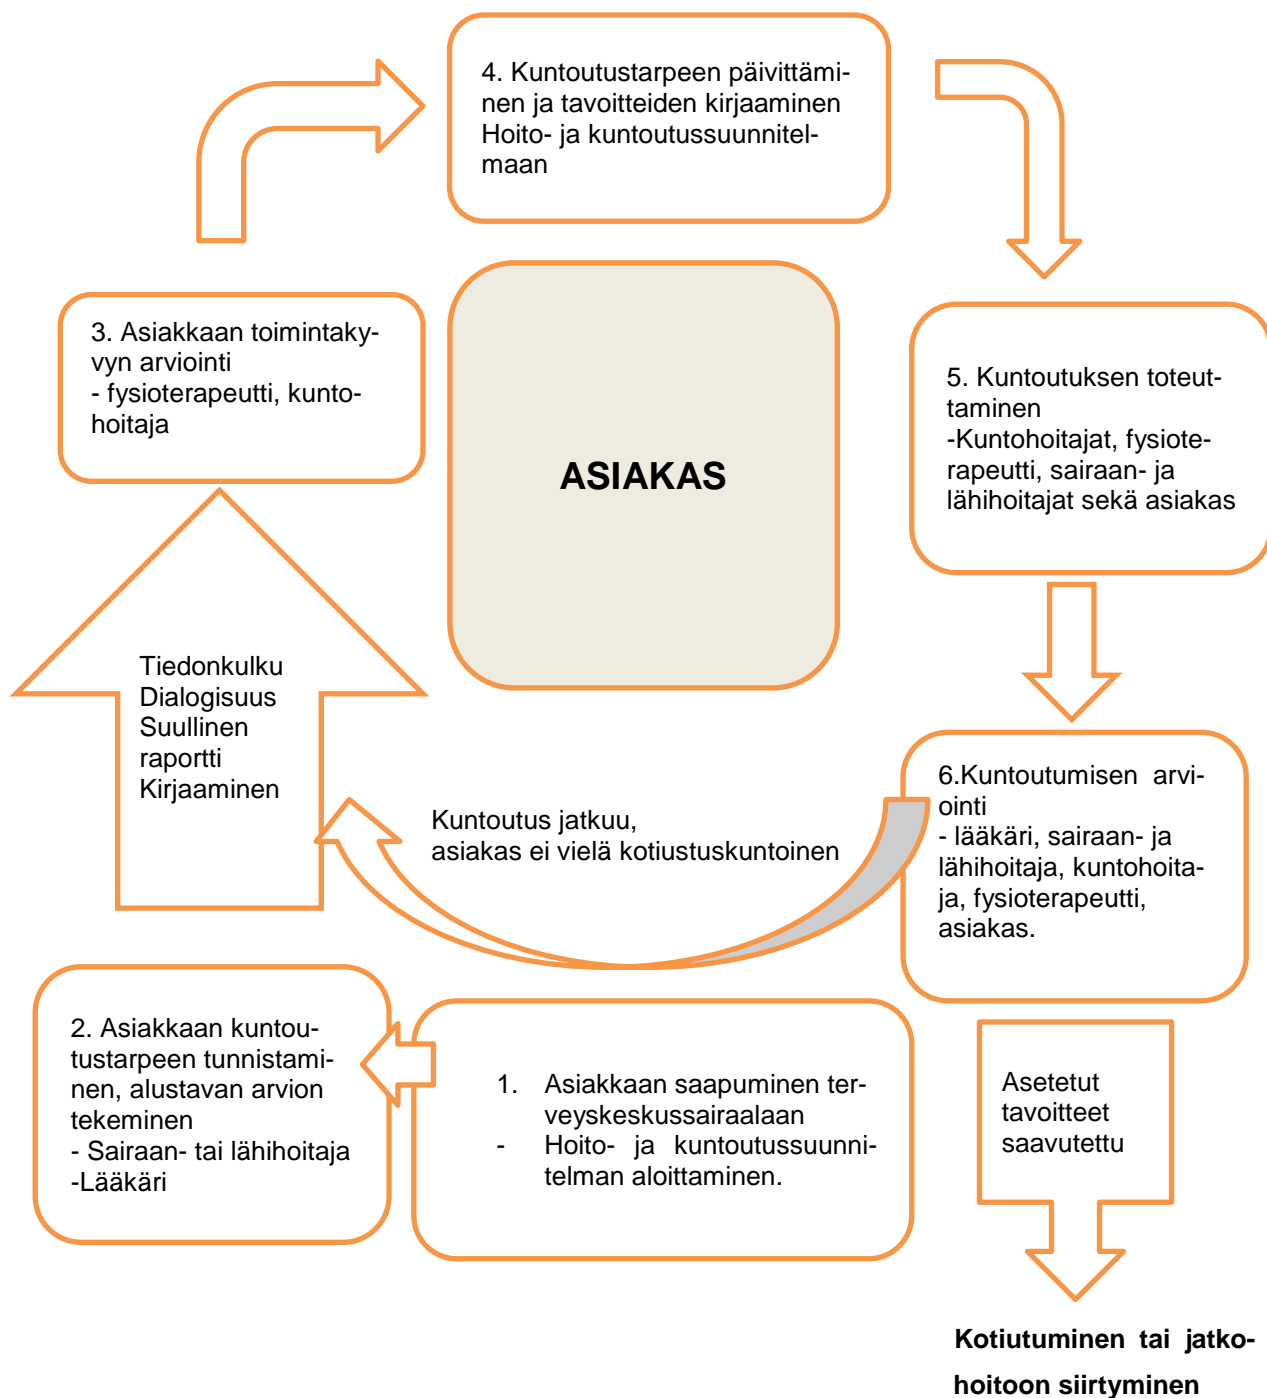 4. Kuntoutustarpeen päivittämi-
nen ja tavoitteiden kirjaaminen
Hoito- ja kuntoutussuunnitel-
maan
3. Asiakkaan toimintaky-
vyn arviointi
- fysioterapeutti, kunto-
hoitaja
ASIAKAS
5. Kuntoutuksen toteut-
taminen
-Kuntohoitajat, fysiote-
rapeutti, sairaan- ja
lähihoitajat sekä asiakas
Tiedonkulku
Dialogisuus
Suullinen
raportti
Kirjaaminen
Kuntoutus jatkuu,
asiakas ei vielä kotiustuskuntoinen
6.Kuntoutumisen arvi-
ointi
- lääkäri, sairaan- ja
lähihoitaja, kuntohoita-
ja, fysioterapeutti,
asiakas.
2. Asiakkaan kuntou-
tustarpeen tunnistami-
nen, alustavan arvion
tekeminen
- Sairaan- tai lähihoitaja
-Lääkäri
1. Asiakkaan saapuminen ter-
veyskeskussairaalaan
- Hoito- ja kuntoutussuunni-
telman aloittaminen.
Asetetut
tavoitteet
saavutettu
Kotiutuminen tai jatko-
hoitoon siirtyminen